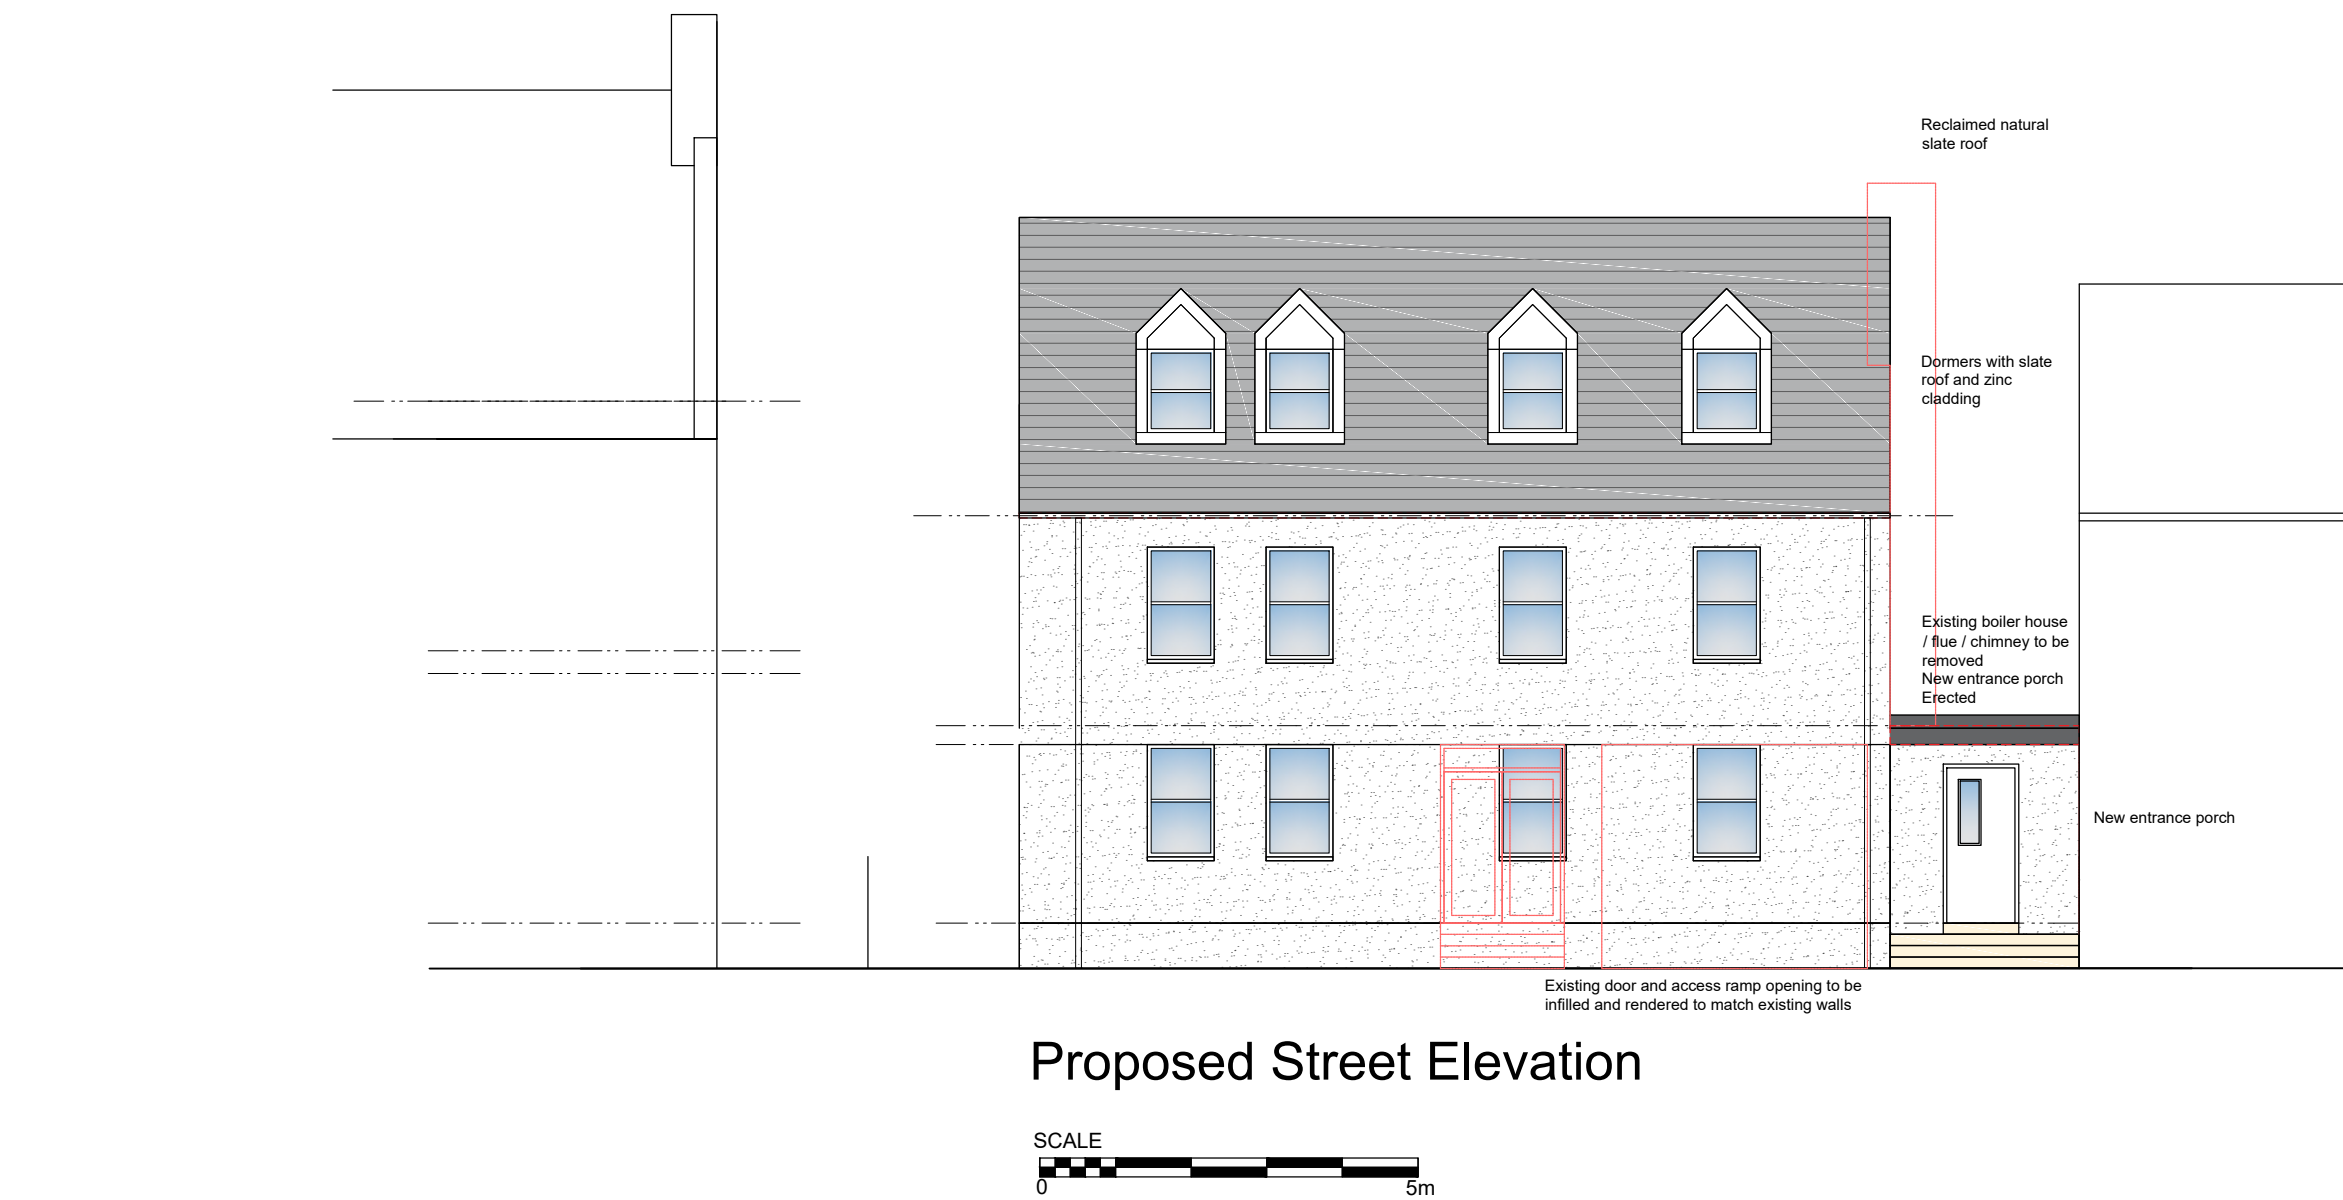 Reclaimed natural
slate roof
Dormers with slate
roof and zinc
cladding
Existing boiler house
/ flue / chimney to be
removed
New entrance porch
Erected
New entrance porch
Existing door and access ramp opening to be
infilled and rendered to match existing walls
Proposed Street Elevation
SCALE
0 5m